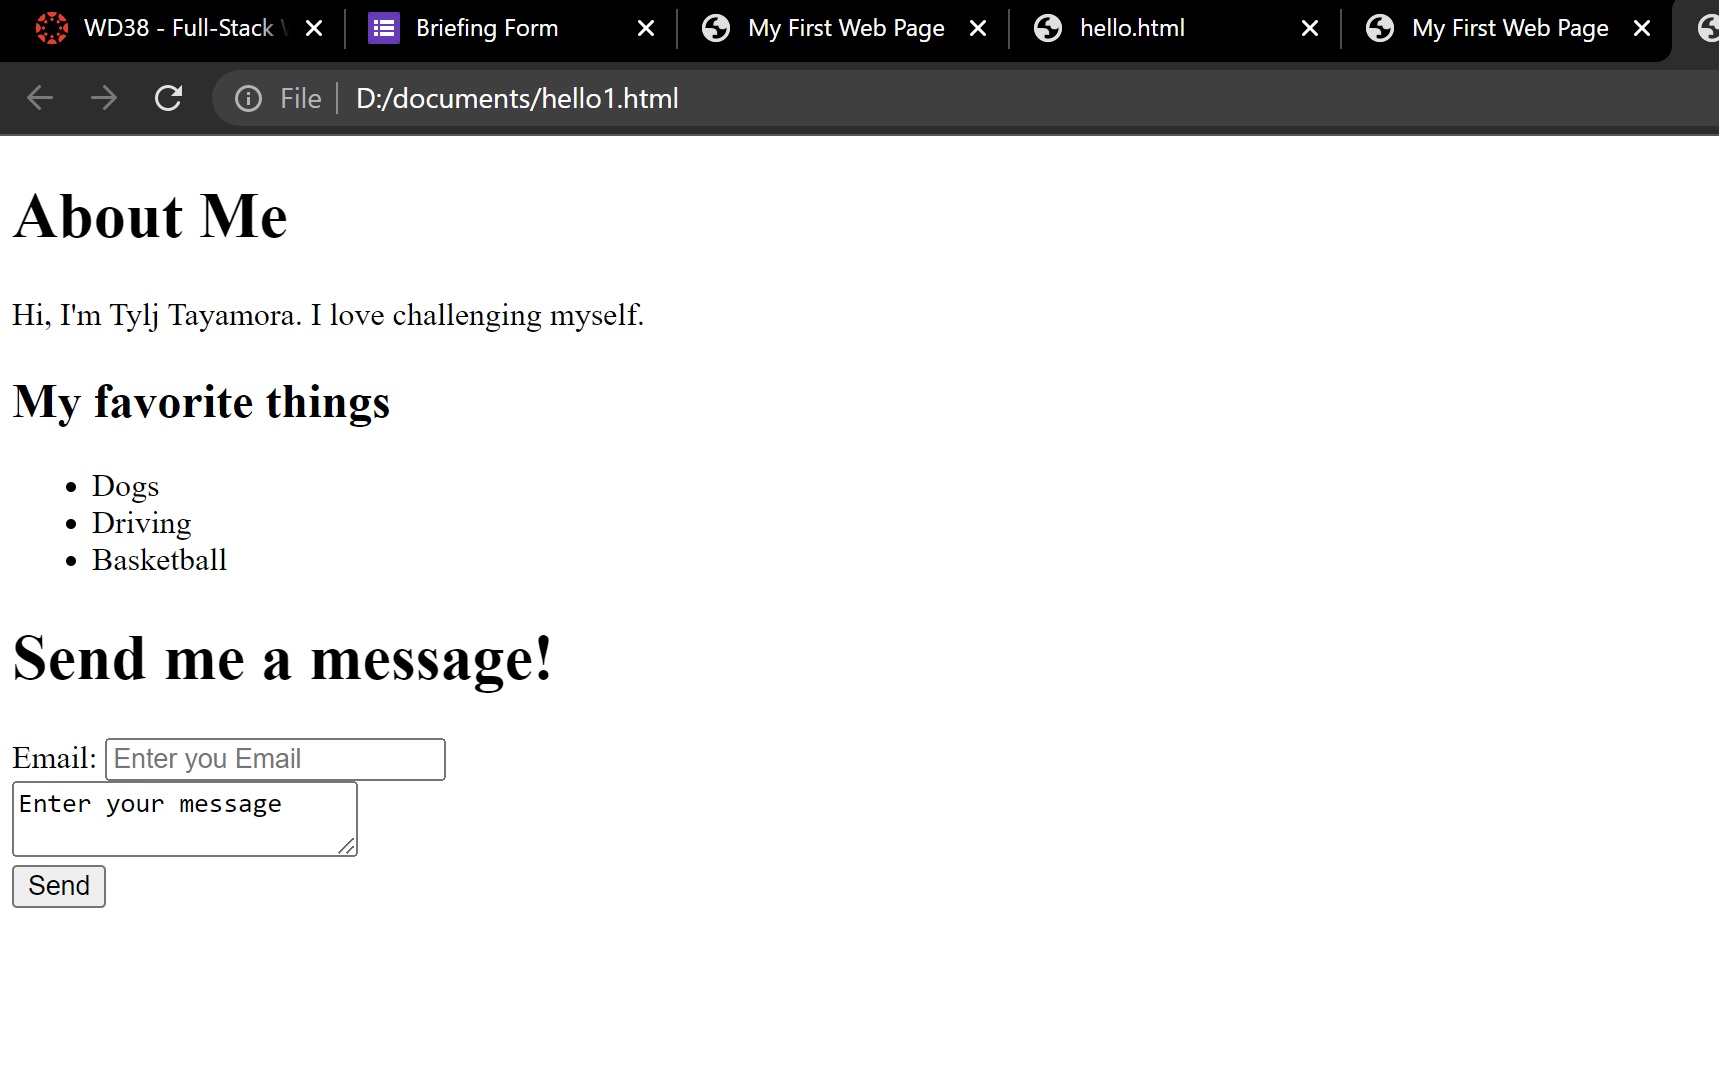 WD38 - Full-Stack
Briefing Form
My First Web Page
hello.html
My First Web Page
File
D:/documents/hello1.html
About Me
Hi, I'm Tylj Tayamora. I love challenging myself.
My favorite things
Dogs
Driving
Basketball
Send me a message!
Email: Enter you Email
Enter your message
Send